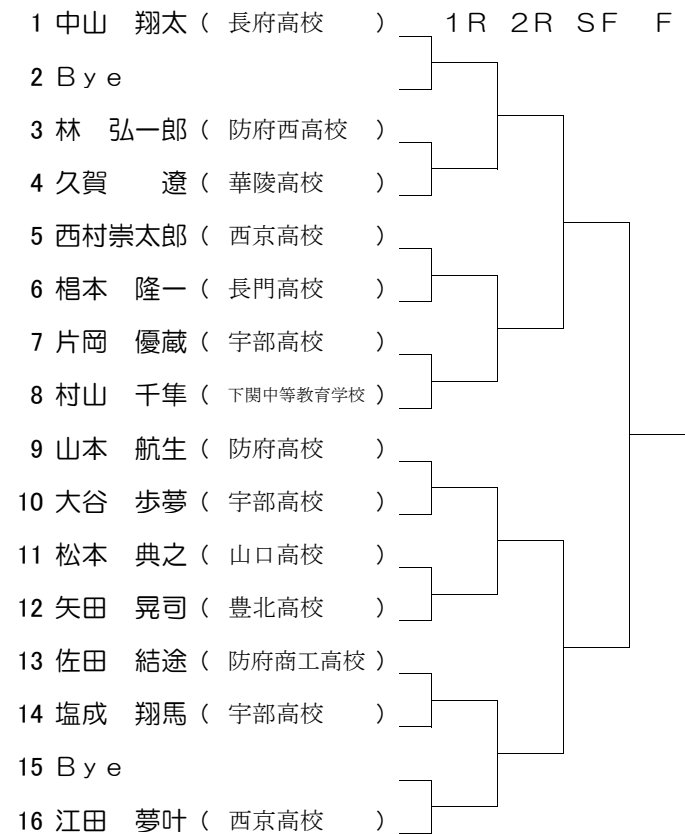 1 中山　翔太 （ 長府高校 ） １Ｒ ２Ｒ ＳＦ Ｆ
2 Ｂｙｅ
3 林　弘一郎 （ 防府西高校 ）
4 久賀　　遼 （ 華陵高校 ）
5 西村崇太郎 （ 西京高校 ）
6 椙本　隆一 （ 長門高校 ）
7 片岡　優蔵 （ 宇部高校 ）
8 村山　千隼 （ 下関中等教育学校 ）
9 山本　航生 （ 防府高校 ）
10 大谷　歩夢 （ 宇部高校 ）
11 松本　典之 （ 山口高校 ）
12 矢田　晃司 （ 豊北高校 ）
13 佐田　結途 （ 防府商工高校 ）
14 塩成　翔馬 （ 宇部高校 ）
15 Ｂｙｅ
16 江田　夢叶 （ 西京高校 ）